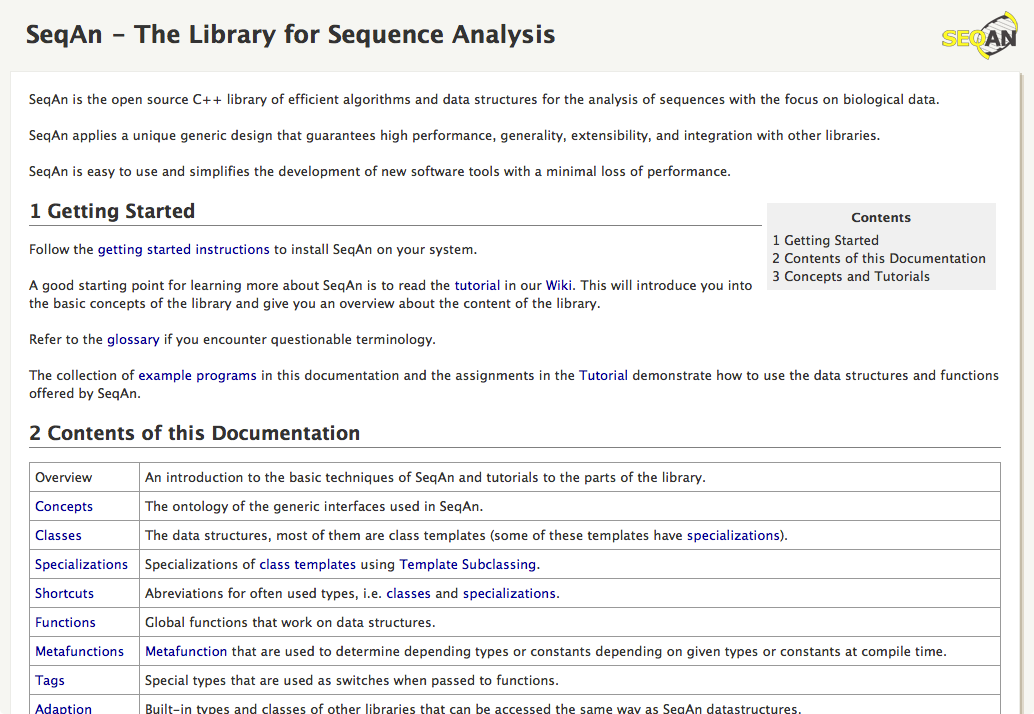 SeqAn – The Library for Sequence Analysis
SEQAN
SeqAn is the open source C++ library of efficient algorithms and data structures for the analysis of sequences with the focus on biological data.
SeqAn applies a unique generic design that guarantees high performance, generality, extensibility, and integration with other libraries.
SeqAn is easy to use and simplifies the development of new software tools with a minimal loss of performance.
1 Getting Started
Contents
1 Getting Started
2 Contents of this Documentation
3 Concepts and Tutorials
Follow the getting started instructions to install SeqAn on your system.
A good starting point for learning more about SeqAn is to read the tutorial in our Wiki. This will introduce you into
the basic concepts of the library and give you an overview about the content of the library.
Refer to the glossary if you encounter questionable terminology.
The collection of example programs in this documentation and the assignments in the Tutorial demonstrate how to use the data structures and functions
offered by SeqAn.
2 Contents of this Documentation
Overview An introduction to the basic techniques of SeqAn and tutorials to the parts of the library.
Concepts The ontology of the generic interfaces used in SeqAn.
Classes The data structures, most of them are class templates (some of these templates have specializations).
Specializations Specializations of class templates using Template Subclassing.
Shortcuts Abreviations for often used types, i.e. classes and specializations.
Functions Global functions that work on data structures.
Metafunctions Metafunction that are used to determine depending types or constants depending on given types or constants at compile time.
Tags Special types that are used as switches when passed to functions.
Adaption Built-in types and classes of other libraries that can be accessed the same way as SeqAn datastructures.